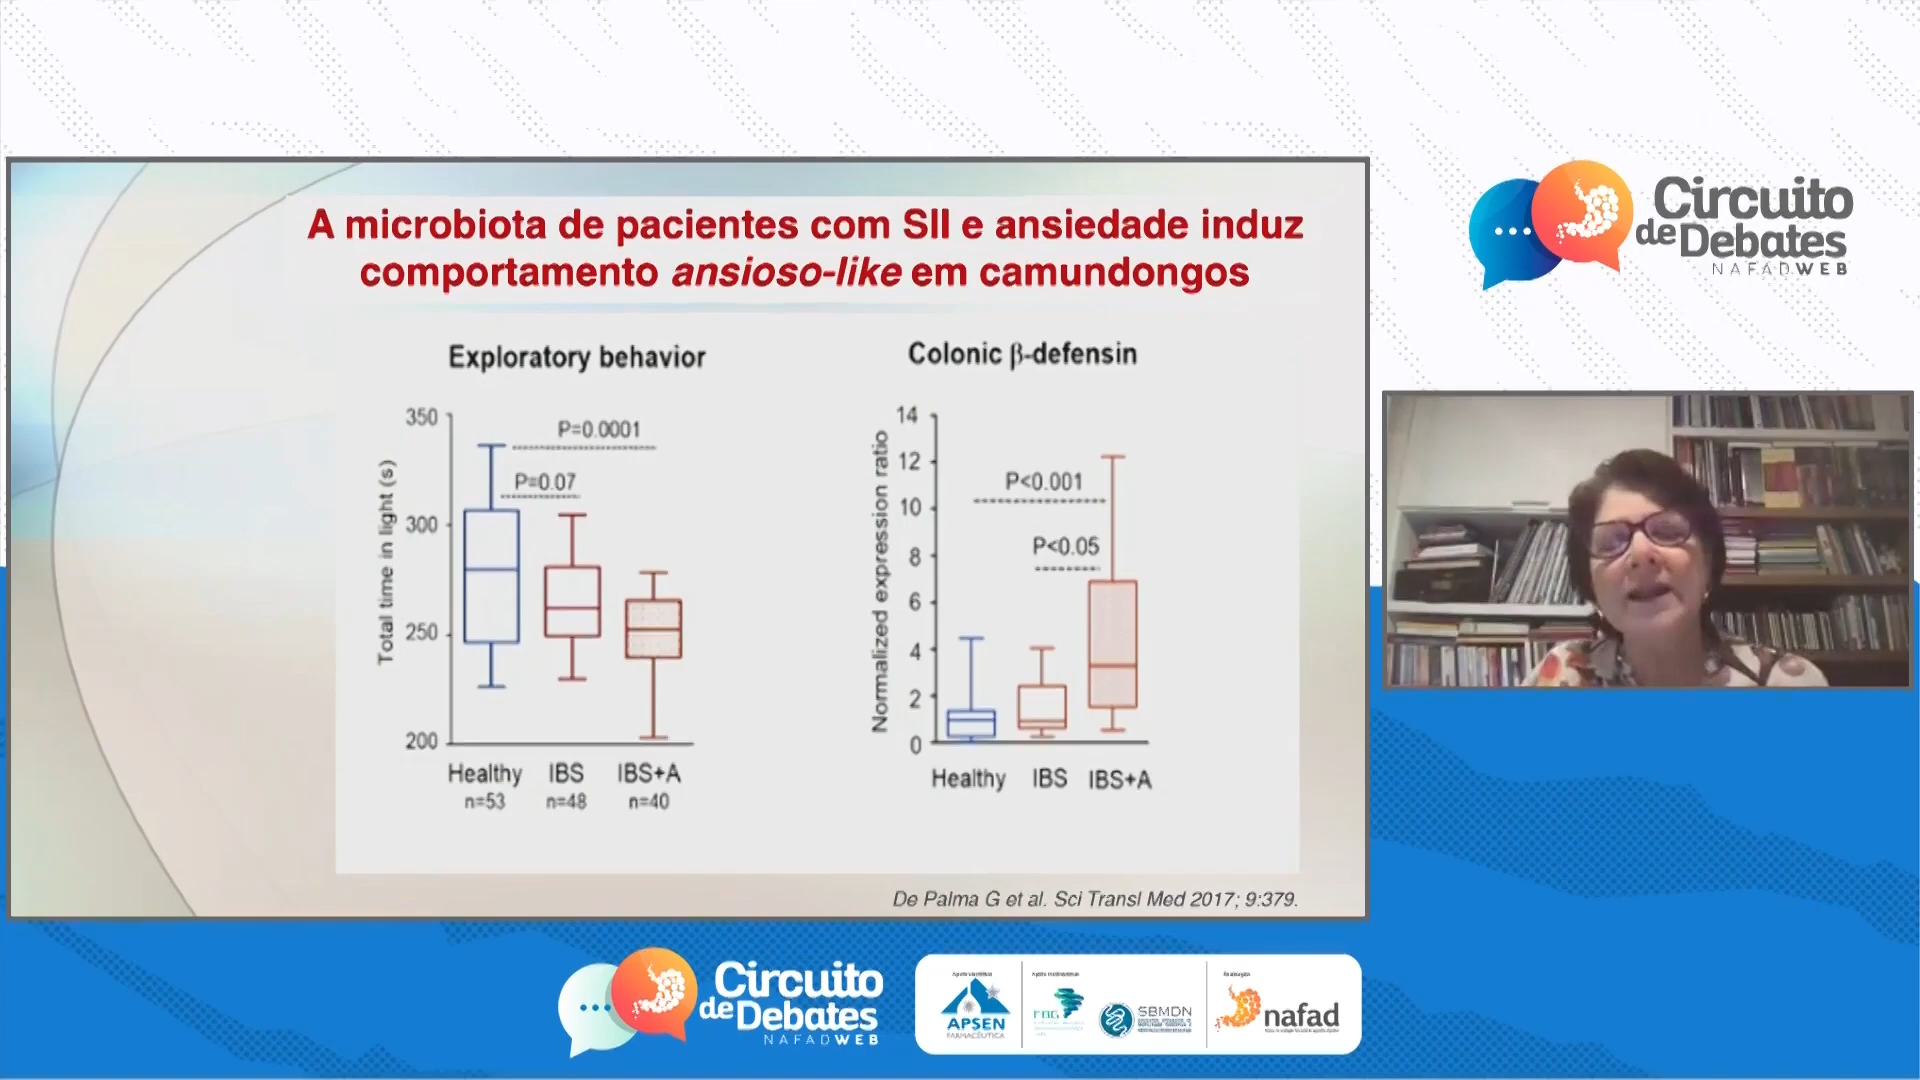 A microbiota de pacientes com SII e ansiedade induz
comportamento ansioso-like em camundongos
Exploratory behavior
350
300
250
200
Total time in light (s)
P=0.0001
P=0.07
Healthy IBS IBS+A
n=53 n=48 n=40
Colonic β-defensin
14
12
10
8
6
4
2
0
Normalized expression ratio
P<0.001
P<0.05
Healthy IBS IBS+A
De Palma G et al. Sci Transl Med 2017; 9:379.
Circuito
de Debates
NAFADWEB
Circuito
de Debates
NAFADWEB
APSEN
FARMACÊUTICA
FBG
SBMDN
nafad